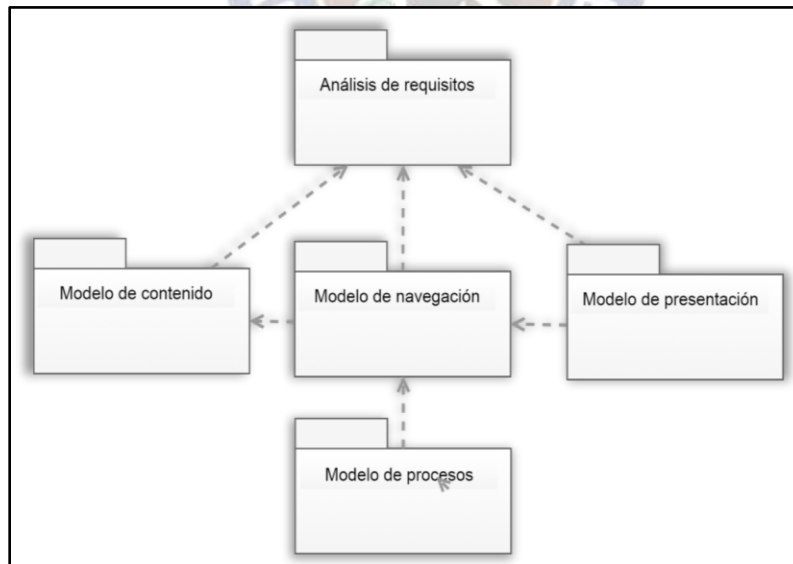 Análisis de requisitos
Modelo de contenido
Modelo de navegación
Modelo de presentación
Modelo de procesos